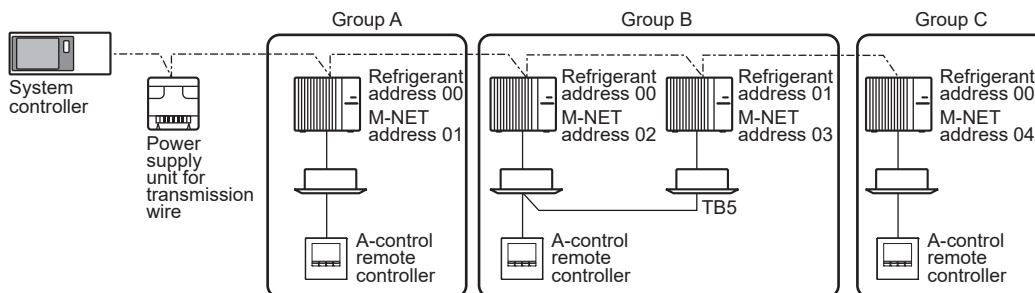 Group A
Group B
Group C
System
controller
Power
supply
unit for
transmission
wire
Refrigerant
address 00
M-NET
address 01
A-control
remote
controller
Refrigerant
address 00
M-NET
address 02
A-control
remote
controller
Refrigerant
address 01
M-NET
address 03
TB5
Refrigerant
address 00
M-NET
address 04
A-control
remote
controller